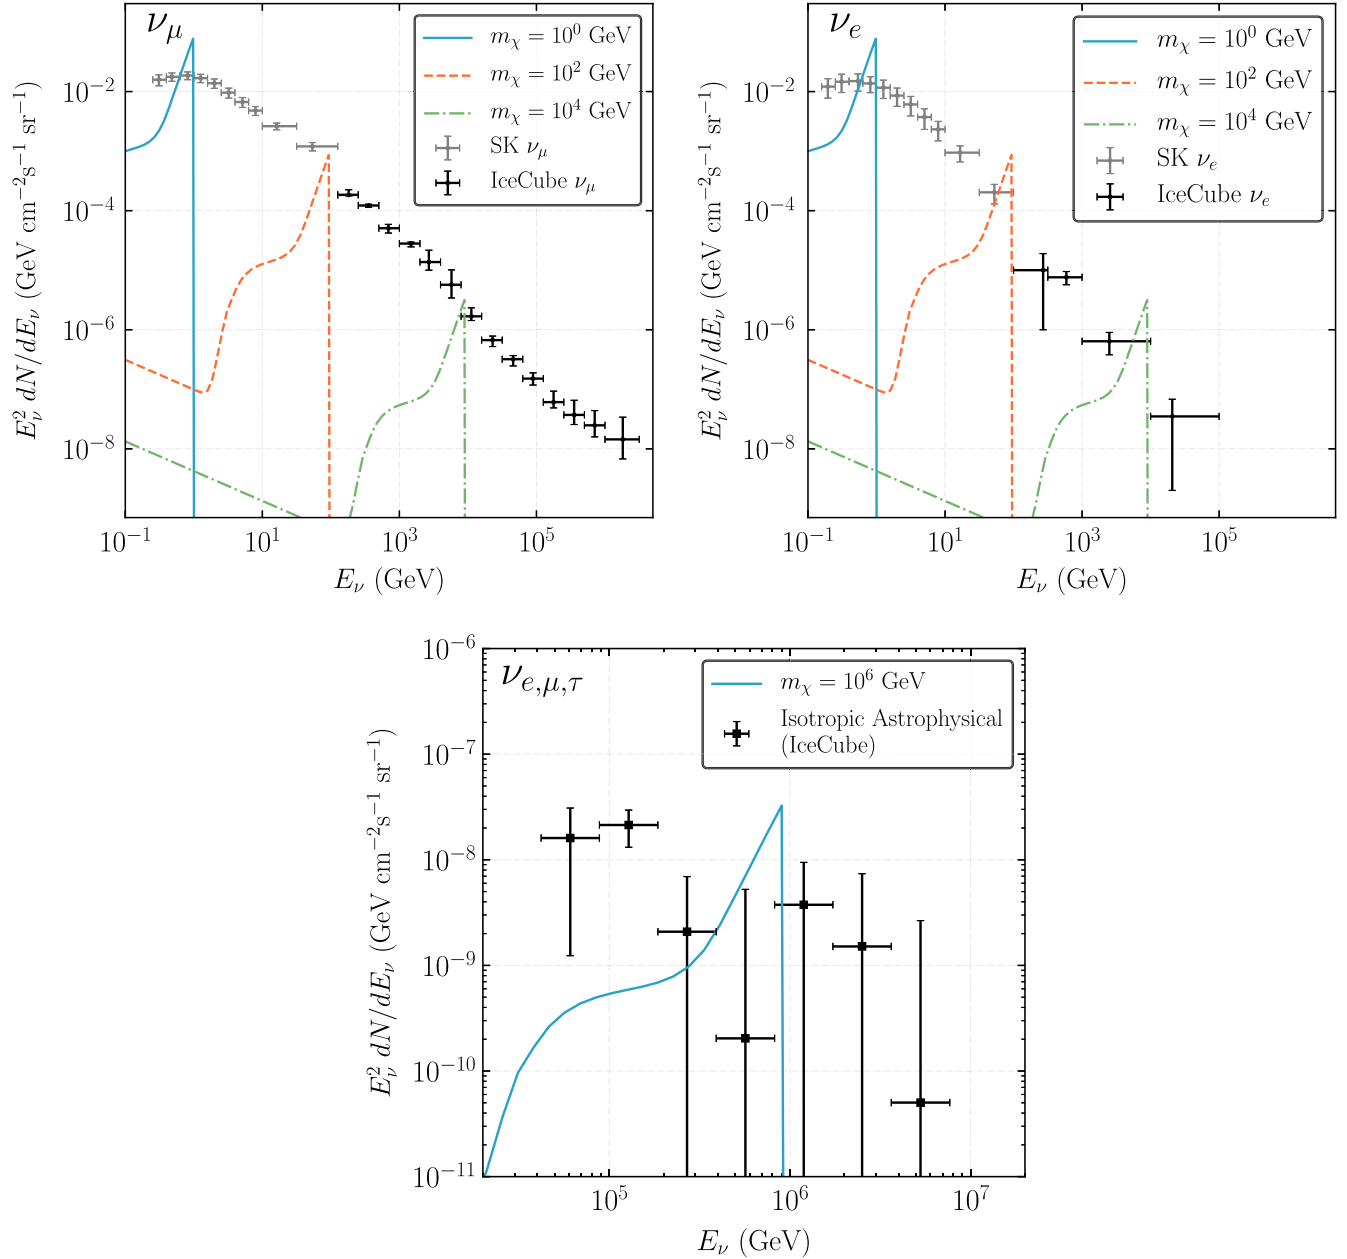 ν_μ
m_χ = 10^0 GeV
m_χ = 10^2 GeV
m_χ = 10^4 GeV
SK ν_μ
IceCube ν_μ
10^−2
10^−4
10^−6
10^−8
E_ν^2 dN/dE_ν (GeV cm^−2s^−1 sr^−1)
10^−1
10^1
10^3
10^5
E_ν (GeV)
ν_e
m_χ = 10^0 GeV
m_χ = 10^2 GeV
m_χ = 10^4 GeV
SK ν_e
IceCube ν_e
10^−2
10^−4
10^−6
10^−8
E_ν^2 dN/dE_ν (GeV cm^−2s^−1 sr^−1)
10^−1
10^1
10^3
10^5
E_ν (GeV)
ν_e,μ,τ
m_χ = 10^6 GeV
Isotropic Astrophysical
(IceCube)
10^−6
10^−7
10^−8
10^−9
10^−10
10^−11
E_ν^2 dN/dE_ν (GeV cm^−2s^−1 sr^−1)
10^5
10^6
10^7
E_ν (GeV)